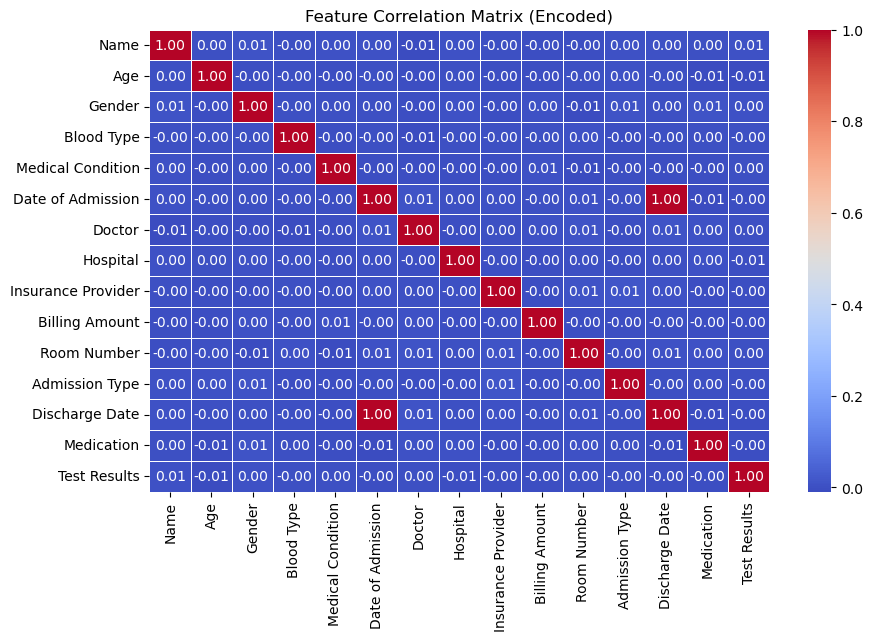 Feature Correlation Matrix (Encoded)
Name 1.00 0.00 0.01 -0.00 0.00 0.00 -0.01 0.00 -0.00 -0.00 -0.00 0.00 0.00 0.00 0.01
Age 0.00 1.00 -0.00 -0.00 0.00 -0.00 -0.00 0.00 -0.00 -0.00 -0.00 0.00 -0.00 -0.01 -0.01
Gender 0.01 -0.00 1.00 -0.00 0.00 0.00 -0.00 0.00 -0.00 0.00 -0.01 0.01 0.00 0.01 0.00
Blood Type -0.00 -0.00 -0.00 1.00 -0.00 -0.00 -0.01 -0.00 -0.00 -0.00 0.00 -0.00 -0.00 0.00 -0.00
Medical Condition 0.00 0.00 0.00 -0.00 1.00 -0.00 -0.00 0.00 -0.00 0.01 -0.01 -0.00 -0.00 -0.00 0.00
Date of Admission 0.00 -0.00 0.00 -0.00 -0.00 1.00 0.01 0.00 0.00 -0.00 0.01 -0.00 1.00 -0.01 0.00
Doctor -0.01 -0.00 -0.00 -0.01 -0.00 0.01 1.00 -0.00 0.00 0.00 0.01 -0.00 0.01 0.00 0.00
Hospital 0.00 0.00 0.00 -0.00 0.00 0.00 -0.00 1.00 -0.00 -0.00 0.00 -0.00 0.00 0.00 -0.01
Insurance Provider -0.00 -0.00 -0.00 -0.00 -0.00 0.00 0.00 -0.00 1.00 -0.00 0.01 0.01 0.00 -0.00 -0.00
Billing Amount -0.00 -0.00 0.00 -0.00 0.01 -0.00 0.00 -0.00 -0.00 1.00 -0.00 -0.00 -0.00 -0.00 -0.00
Room Number -0.00 -0.00 -0.01 0.00 -0.01 0.01 0.01 0.00 0.01 -0.00 1.00 -0.00 0.01 0.00 0.00
Admission Type 0.00 0.00 0.01 -0.00 -0.00 -0.00 -0.00 -0.00 0.01 -0.00 -0.00 1.00 -0.00 0.00 -0.00
Discharge Date 0.00 -0.00 0.00 -0.00 -0.00 1.00 0.01 0.00 0.00 -0.00 0.01 -0.00 1.00 -0.01 -0.00
Medication 0.00 -0.01 0.01 0.00 -0.00 -0.01 0.00 0.00 -0.00 -0.00 0.00 0.00 -0.01 1.00 -0.00
Test Results 0.01 -0.01 0.00 -0.00 0.00 0.00 0.00 -0.01 -0.00 -0.00 0.00 -0.00 -0.00 -0.00 1.00
Name
Age
Gender
Blood Type
Medical Condition
Date of Admission
Doctor
Hospital
Insurance Provider
Billing Amount
Room Number
Admission Type
Discharge Date
Medication
Test Results
1.0
0.8
0.6
0.4
0.2
0.0